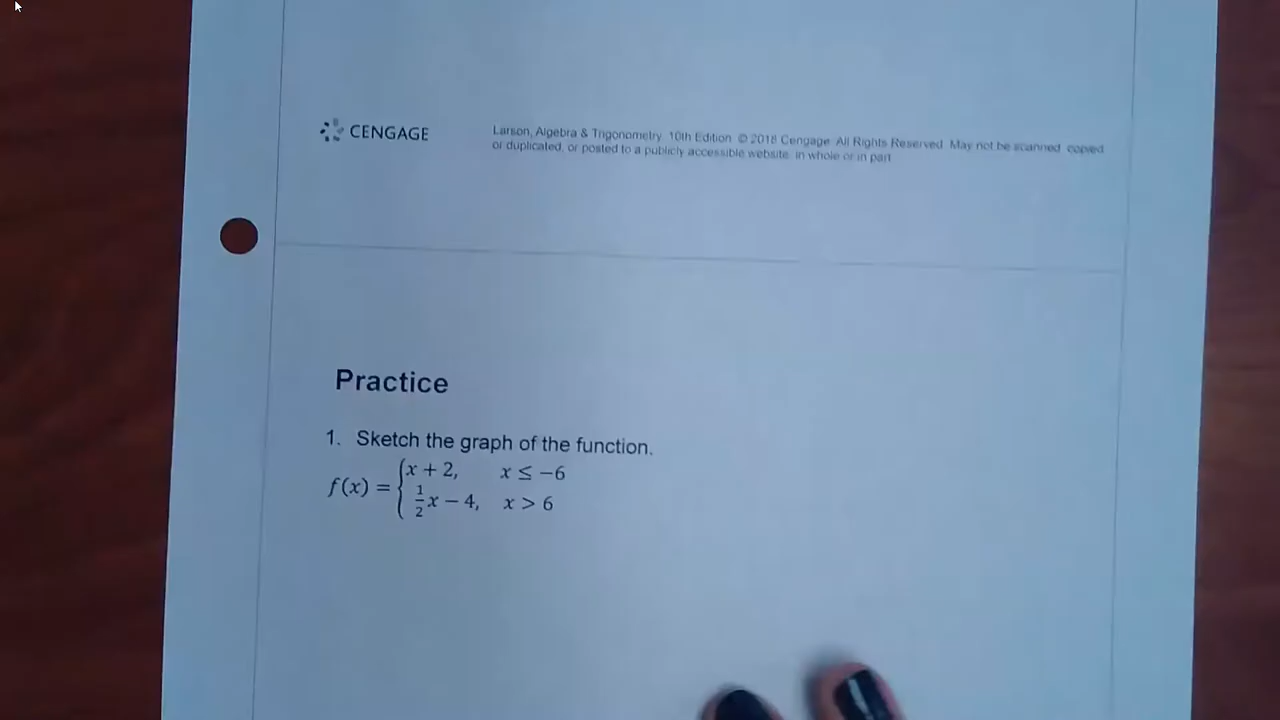 CENGAGE
Larson, Algebra & Trigonometry, 10th Edition. © 2018 Cengage. All Rights Reserved. May not be scanned, copied
or duplicated, or posted to a publicly accessible website, in whole or in part.
Practice
1. Sketch the graph of the function.
f(x) = { x + 2, x ≤ −6
1/2 x − 4, x > 6